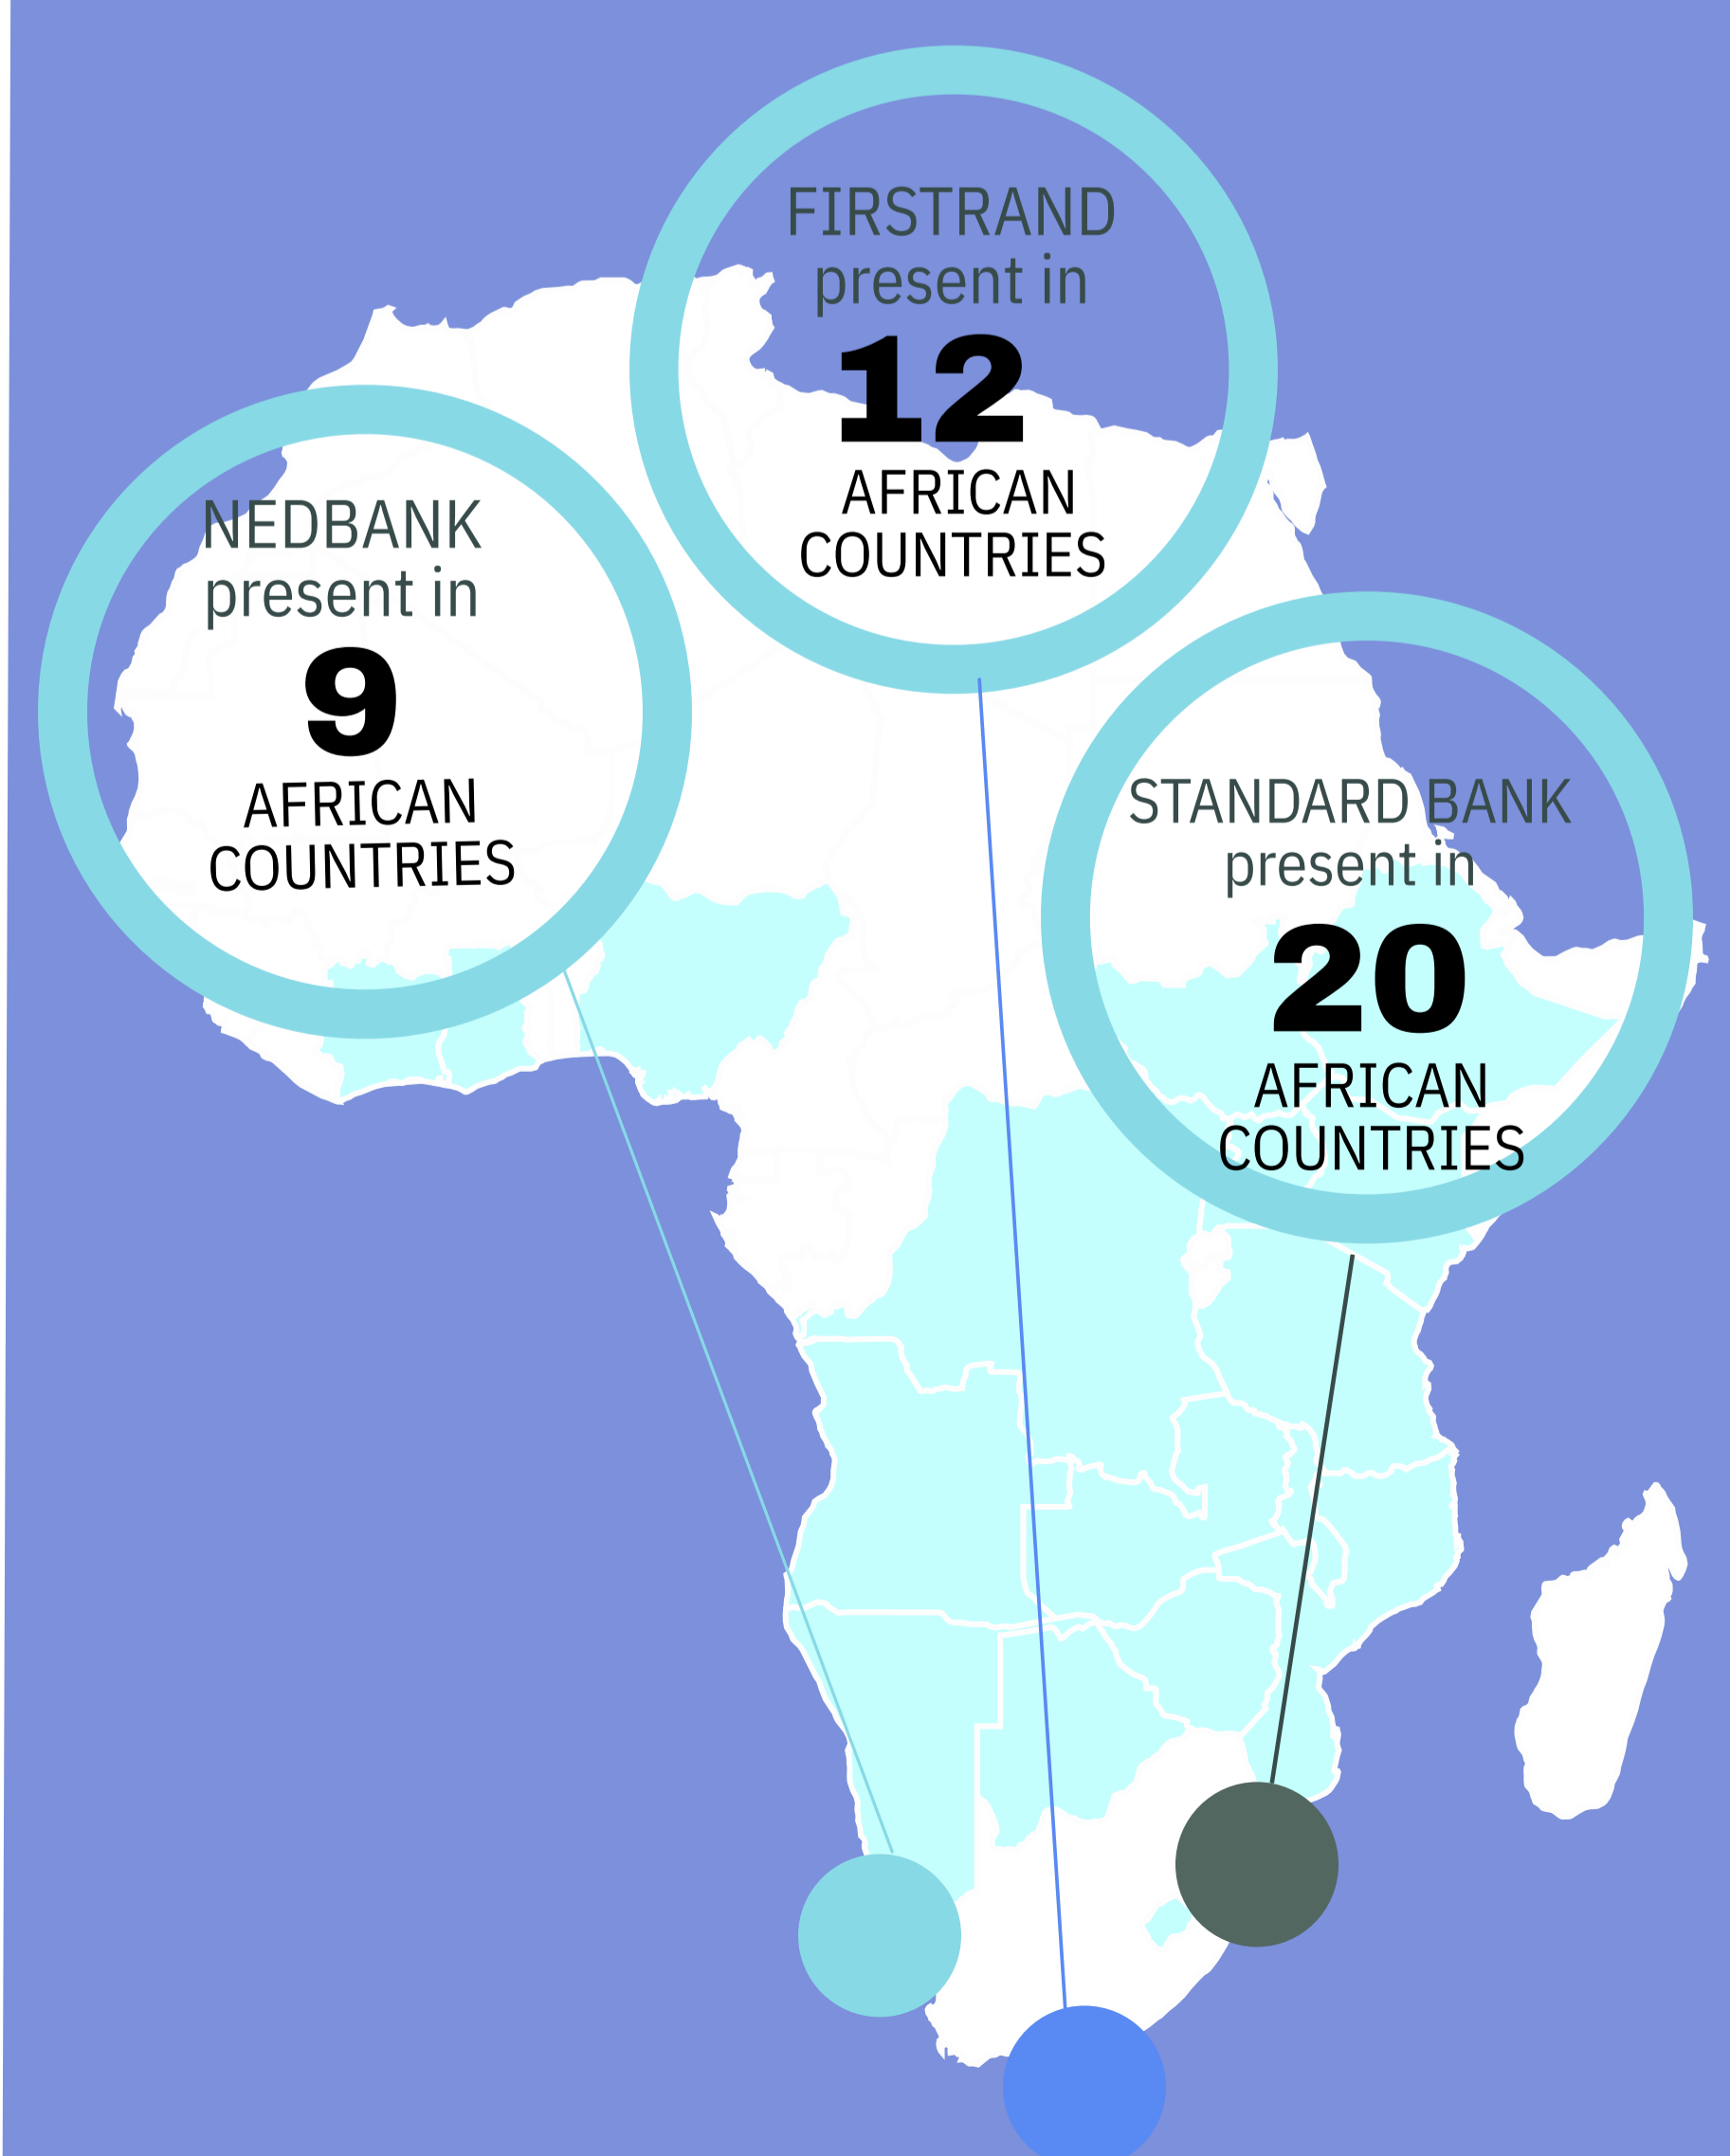 FIRSTRAND
present in
12
AFRICAN
COUNTRIES
NEDBANK
present in
9
AFRICAN
COUNTRIES
STANDARD BANK
present in
20
AFRICAN
COUNTRIES